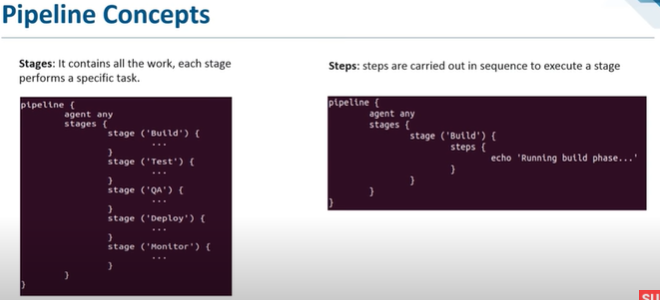 Pipeline Concepts
Stages: It contains all the work, each stage
performs a specific task.
pipeline {
agent any
stages {
stage ('Build') {
...
}
stage ('Test') {
...
}
stage ('QA') {
...
}
stage ('Deploy') {
...
}
stage ('Monitor') {
...
}
}
}
Steps: steps are carried out in sequence to execute a stage
pipeline {
agent any
stages {
stage ('Build') {
steps {
echo 'Running build phase...'
}
}
}
}
SU